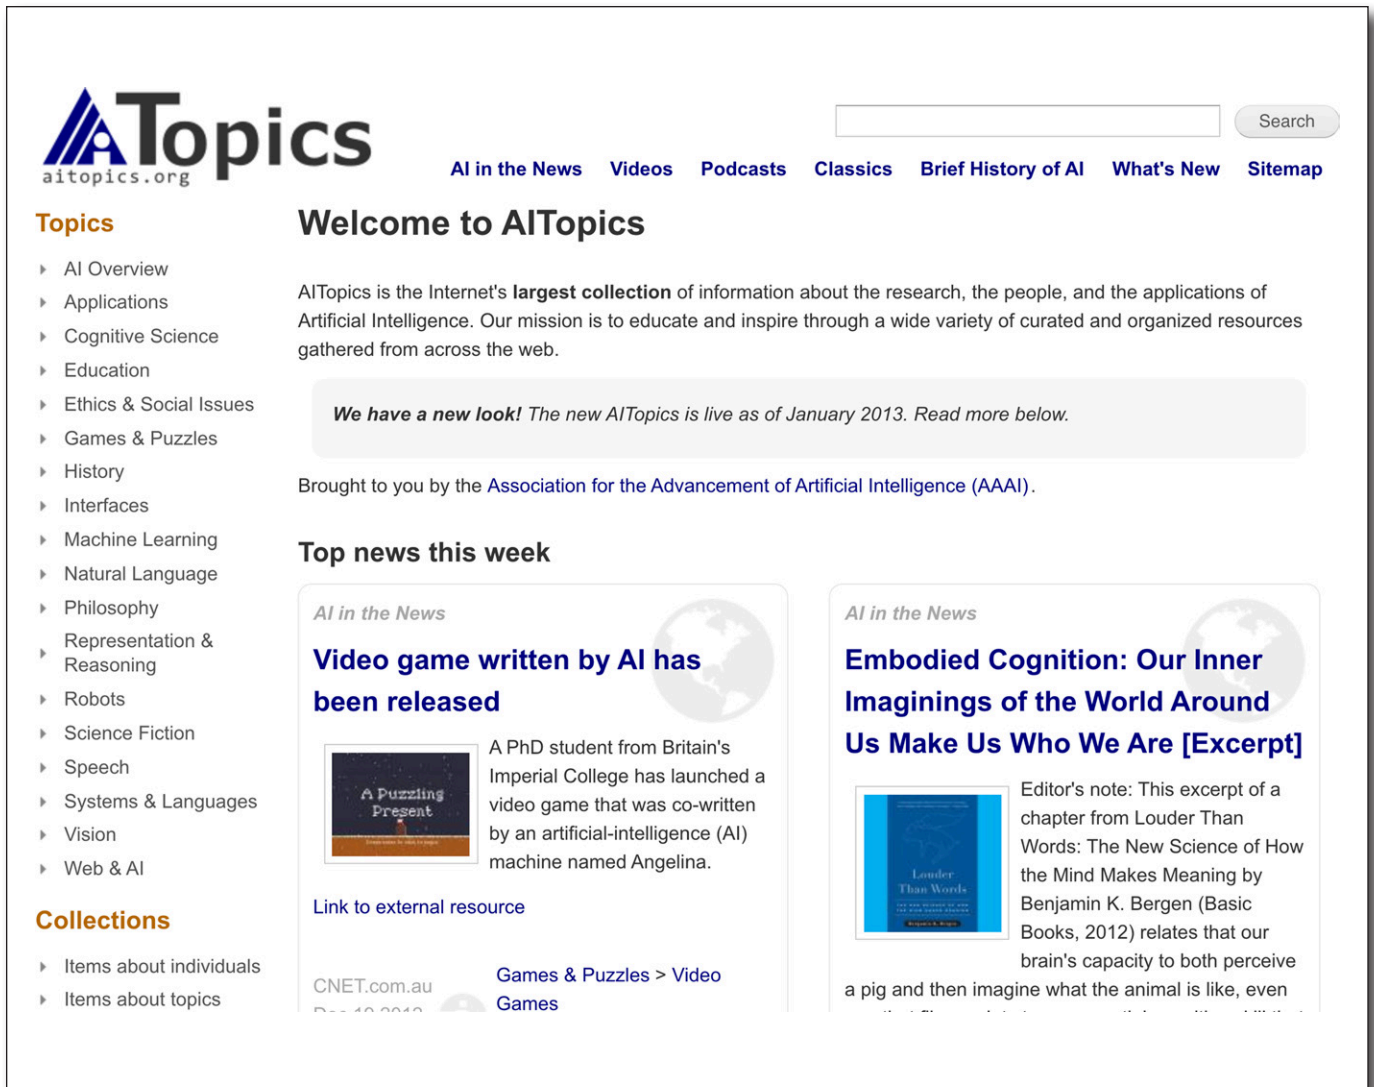 AITopics
aitopics.org
Search
AI in the News Videos Podcasts Classics Brief History of AI What's New Sitemap
Topics
AI Overview
Applications
Cognitive Science
Education
Ethics & Social Issues
Games & Puzzles
History
Interfaces
Machine Learning
Natural Language
Philosophy
Representation &
Reasoning
Robots
Science Fiction
Speech
Systems & Languages
Vision
Web & AI
Collections
Items about individuals
Items about topics
Welcome to AITopics
AITopics is the Internet's largest collection of information about the research, the people, and the applications of
Artificial Intelligence. Our mission is to educate and inspire through a wide variety of curated and organized resources
gathered from across the web.
We have a new look! The new AITopics is live as of January 2013. Read more below.
Brought to you by the Association for the Advancement of Artificial Intelligence (AAAI).
Top news this week
AI in the News
Video game written by AI has
been released
A Puzzling
Present
A PhD student from Britain's
Imperial College has launched a
video game that was co-written
by an artificial-intelligence (AI)
machine named Angelina.
Link to external resource
CNET.com.au
Games & Puzzles > Video
Games
AI in the News
Embodied Cognition: Our Inner
Imaginings of the World Around
Us Make Us Who We Are [Excerpt]
Louder
Than Words
Benjamin K. Bergen
Editor's note: This excerpt of a
chapter from Louder Than
Words: The New Science of How
the Mind Makes Meaning by
Benjamin K. Bergen (Basic
Books, 2012) relates that our
brain's capacity to both perceive
a pig and then imagine what the animal is like, even